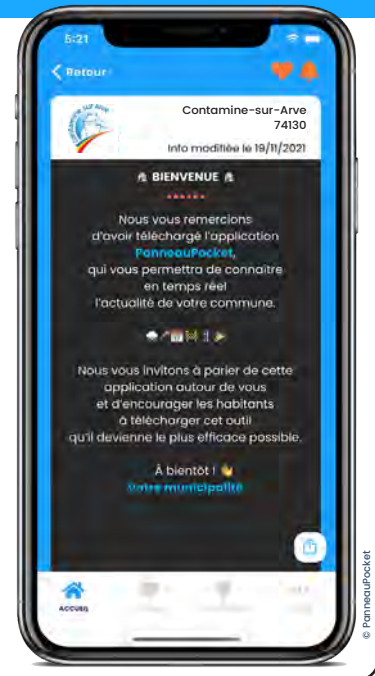 5:21
Retour
Contamine-sur-Arve
74130
Info modifiée le 19/11/2021
BIENVENUE
Nous vous remercions
d'avoir téléchargé l'application
PanneauPocket,
qui vous permettra de connaître
en temps réel
l'actualité de votre commune.
Nous vous invitons à parler de cette
application autour de vous
et d'encourager les habitants
à télécharger cet outil
qu'il devienne le plus efficace possible.
À bientôt !
Votre municipalité
ACCUEIL
© PanneauPocket